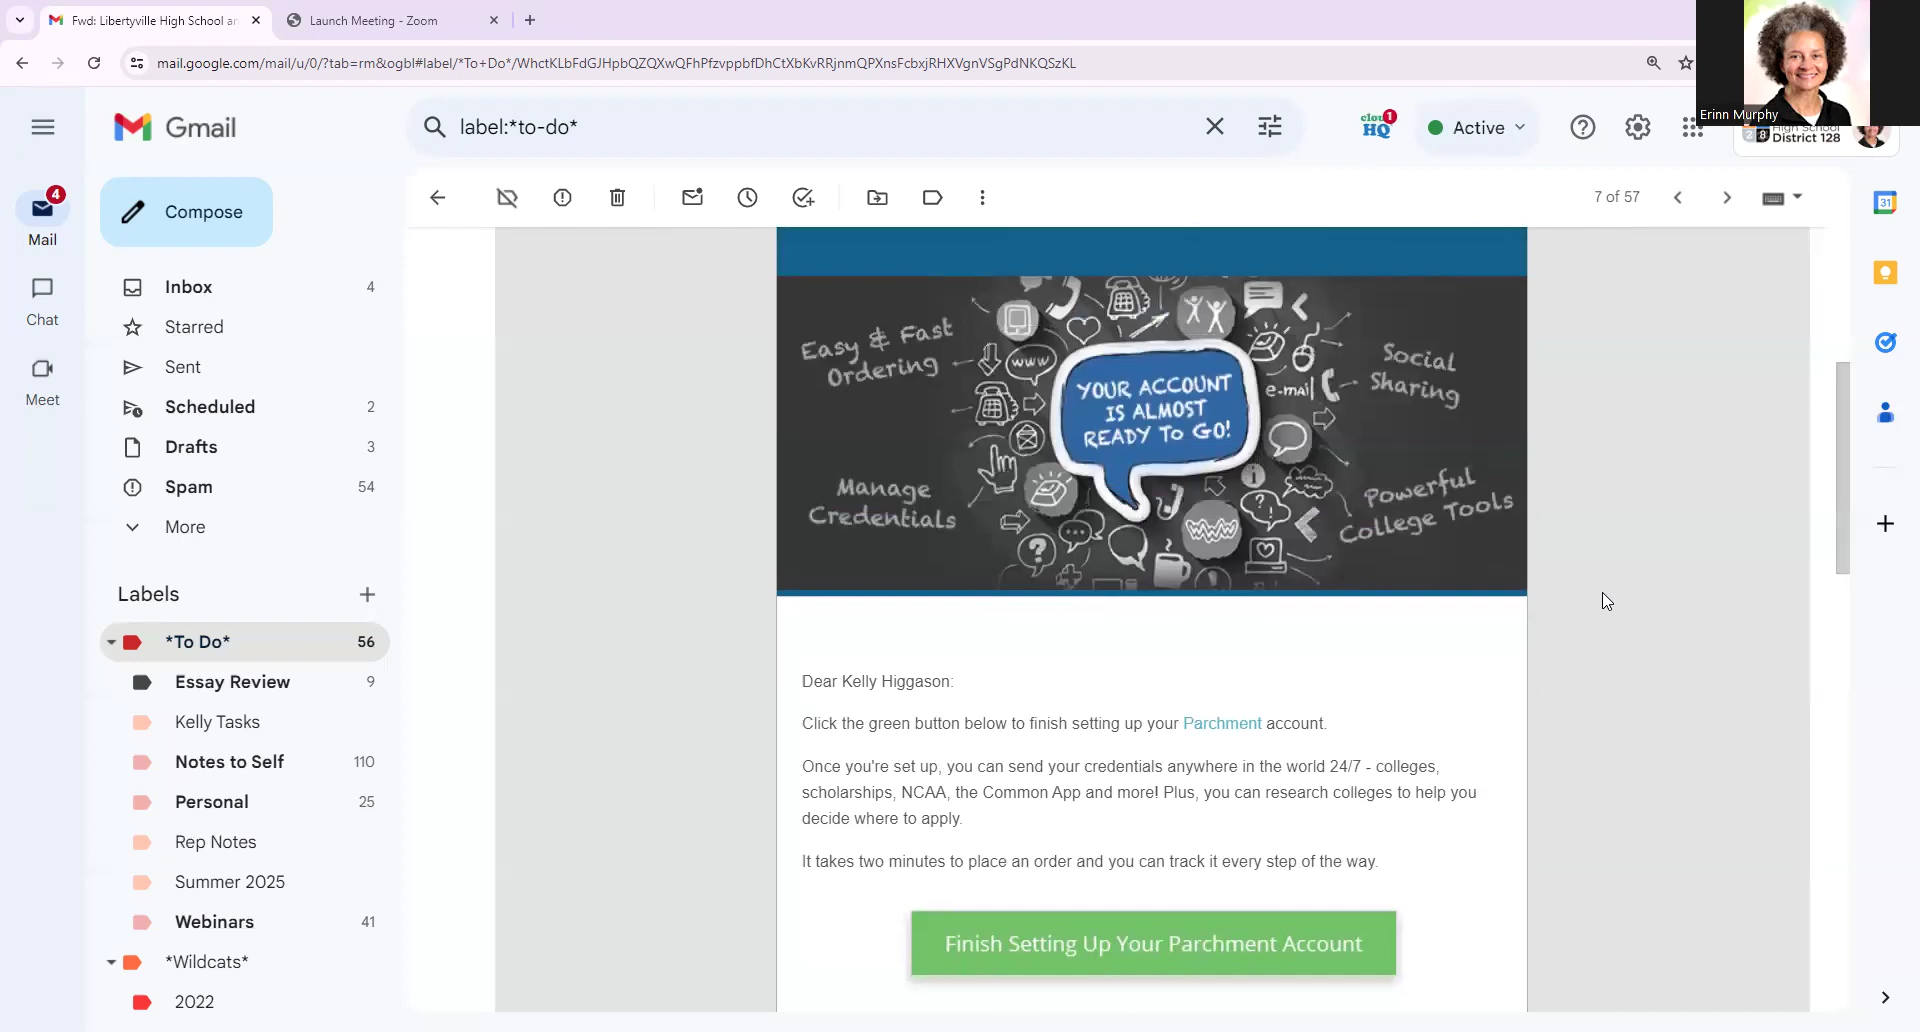 Fwd: Libertyville High School an
Launch Meeting - Zoom
mail.google.com/mail/u/0/?tab=rm&ogbl#label/*To+Do*/WhctKLbFdGJHpbQZQXwQFhPfzvppbfDhCtXbKvRRjnmQPXnsFcbxjRHXVgnVSgPdNKQSzKL
Erinn Murphy
Gmail
label:*to-do*
cloud
HQ
1
Active
High School
District 128
4
Mail
Chat
Meet
Compose
7 of 57
31
Inbox 4
Starred
Sent
Scheduled 2
Drafts 3
Spam 54
More
Labels
*To Do* 56
Essay Review 9
Kelly Tasks
Notes to Self 110
Personal 25
Rep Notes
Summer 2025
Webinars 41
*Wildcats*
2022
Easy & Fast
Ordering
www
YOUR ACCOUNT
IS ALMOST
READY TO GO!
e-mail
Social
Sharing
Manage
Credentials
Powerful
College Tools
Dear Kelly Higgason:
Click the green button below to finish setting up your Parchment account.
Once you're set up, you can send your credentials anywhere in the world 24/7 - colleges,
scholarships, NCAA, the Common App and more! Plus, you can research colleges to help you
decide where to apply.
It takes two minutes to place an order and you can track it every step of the way.
Finish Setting Up Your Parchment Account